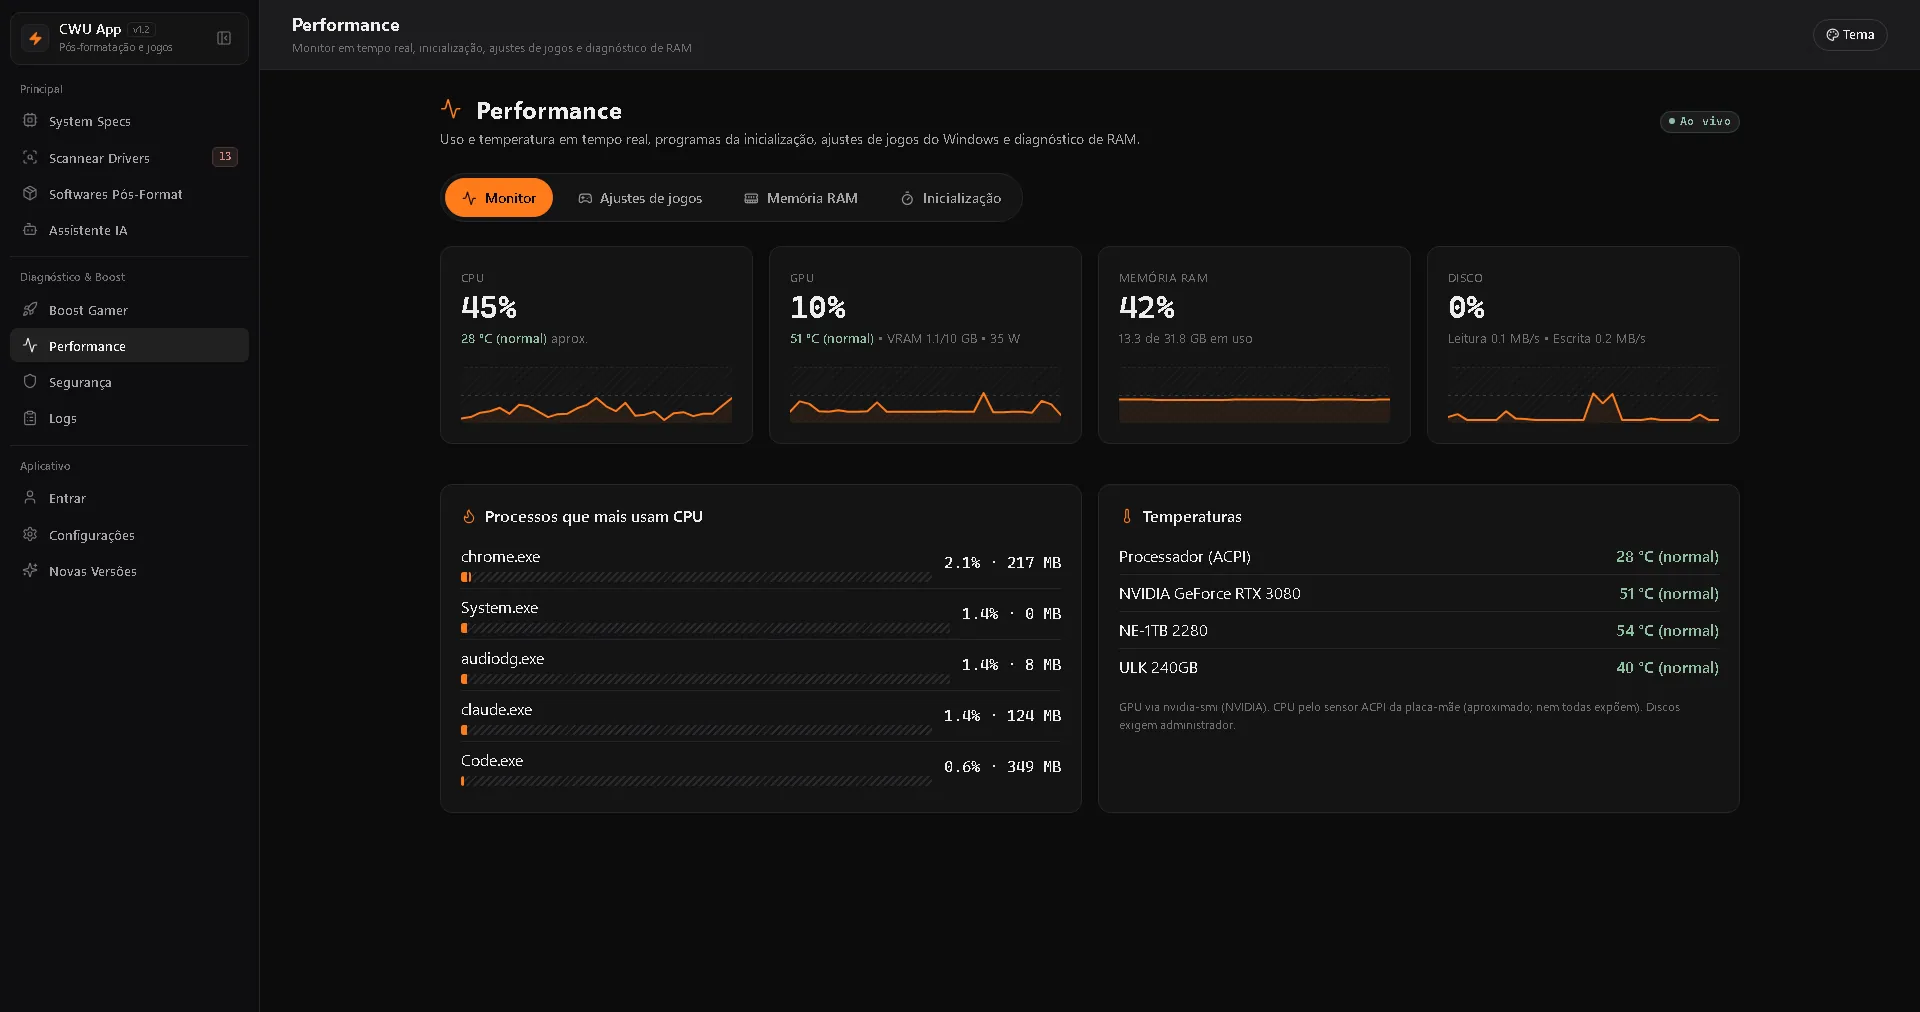 CWU App v1.2
Pós-formatação e jogos
Principal
System Specs
Scannear Drivers 13
Softwares Pós-Format
Assistente IA
Diagnóstico & Boost
Boost Gamer
Performance
Segurança
Logs
Aplicativo
Entrar
Configurações
Novas Versões
Performance
Monitor em tempo real, inicialização, ajustes de jogos e diagnóstico de RAM
Tema
Performance
Uso e temperatura em tempo real, programas da inicialização, ajustes de jogos do Windows e diagnóstico de RAM.
Ao vivo
Monitor
Ajustes de jogos
Memória RAM
Inicialização
CPU
45%
28 °C (normal) aprox.
GPU
10%
51 °C (normal) • VRAM 1.1/10 GB • 35 W
MEMÓRIA RAM
42%
13.3 de 31.8 GB em uso
DISCO
0%
Leitura 0.1 MB/s • Escrita 0.2 MB/s
Processos que mais usam CPU
chrome.exe 2.1% · 217 MB
System.exe 1.4% · 0 MB
audiodg.exe 1.4% · 8 MB
claude.exe 1.4% · 124 MB
Code.exe 0.6% · 349 MB
Temperaturas
Processador (ACPI) 28 °C (normal)
NVIDIA GeForce RTX 3080 51 °C (normal)
NE-1TB 2280 54 °C (normal)
ULK 240GB 40 °C (normal)
GPU via nvidia-smi (NVIDIA). CPU pelo sensor ACPI da placa-mãe (aproximado; nem todas expõem). Discos
exigem administrador.